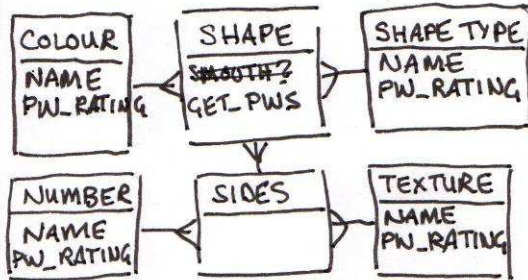 COLOUR
NAME
PW_RATING
SHAPE
SMOOTH?
GET_PWS
SHAPE TYPE
NAME
PW_RATING
NUMBER
NAME
PW_RATING
SIDES
TEXTURE
NAME
PW_RATING